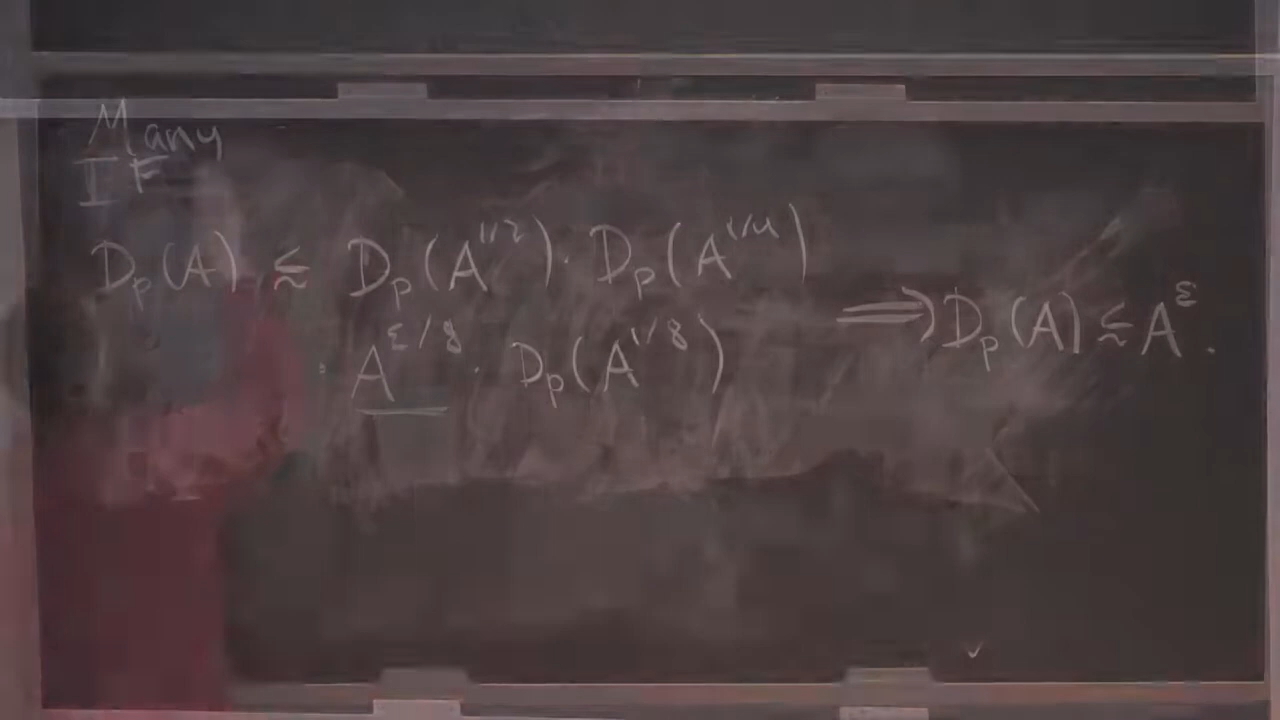 Many
IF
D_p(A) ⪅ D_p(A^{1/2}) · D_p(A^{1/4})
· A^{ε/8} · D_p(A^{1/8})
⟹ D_p(A) ⪅ A^ε.